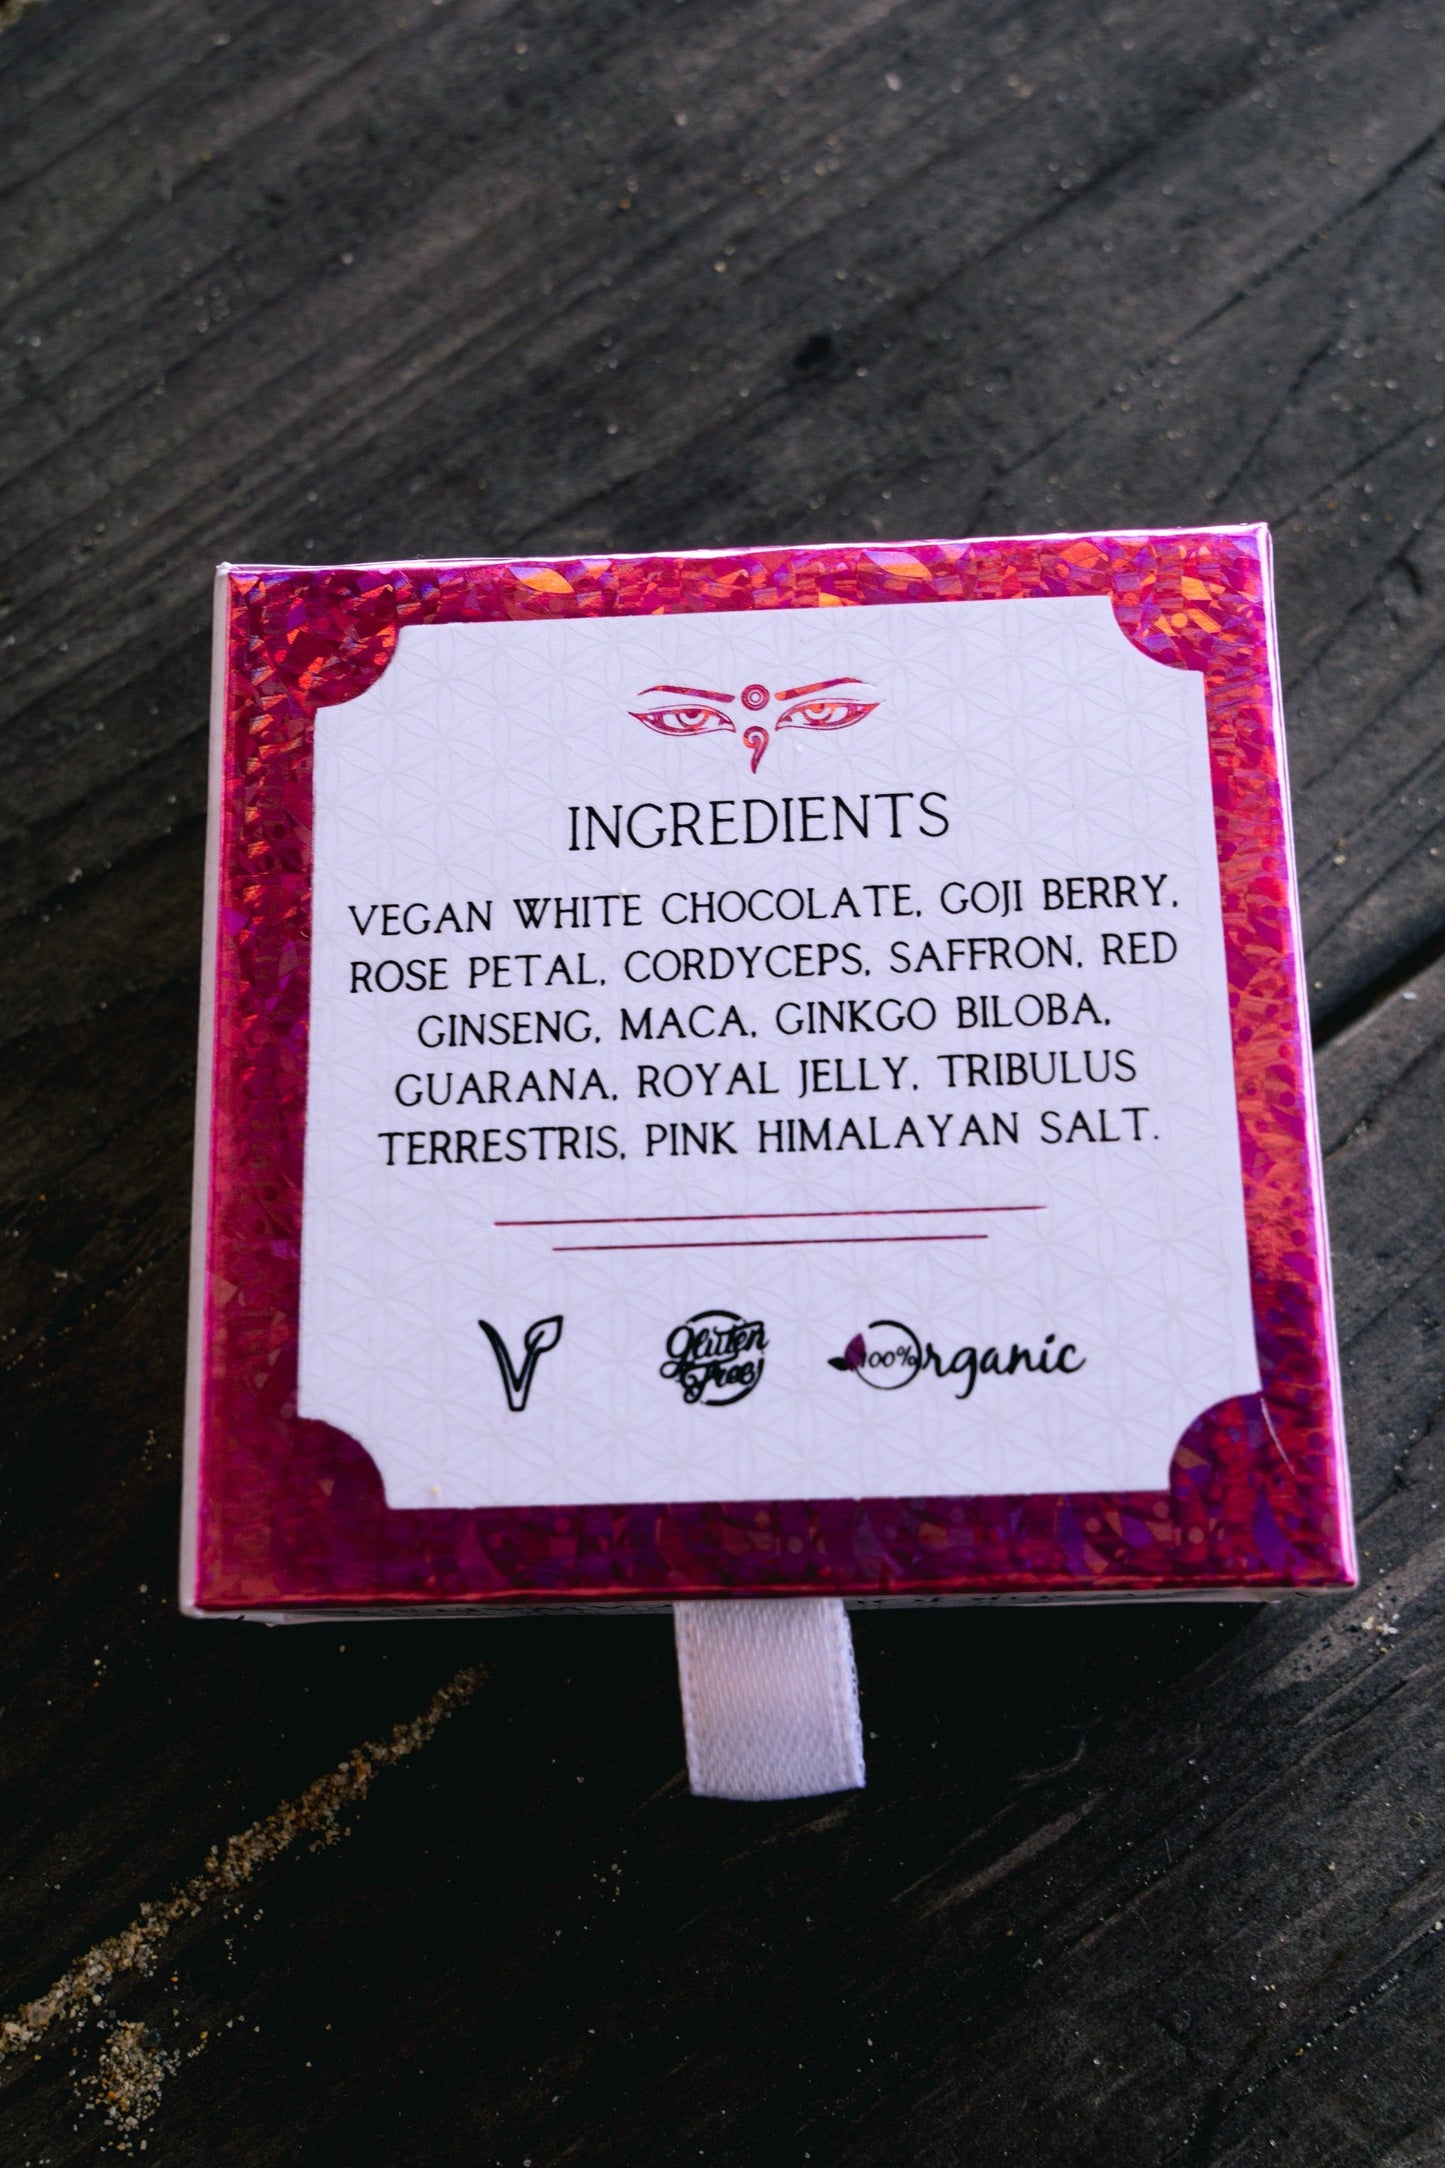 INGREDIENTS
VEGAN WHITE CHOCOLATE, GOJI BERRY,
ROSE PETAL, CORDYCEPS, SAFFRON, RED
GINSENG, MACA, GINKGO BILOBA,
GUARANA, ROYAL JELLY, TRIBULUS
TERRESTRIS, PINK HIMALAYAN SALT.
V
Gluten
Free
100% Organic